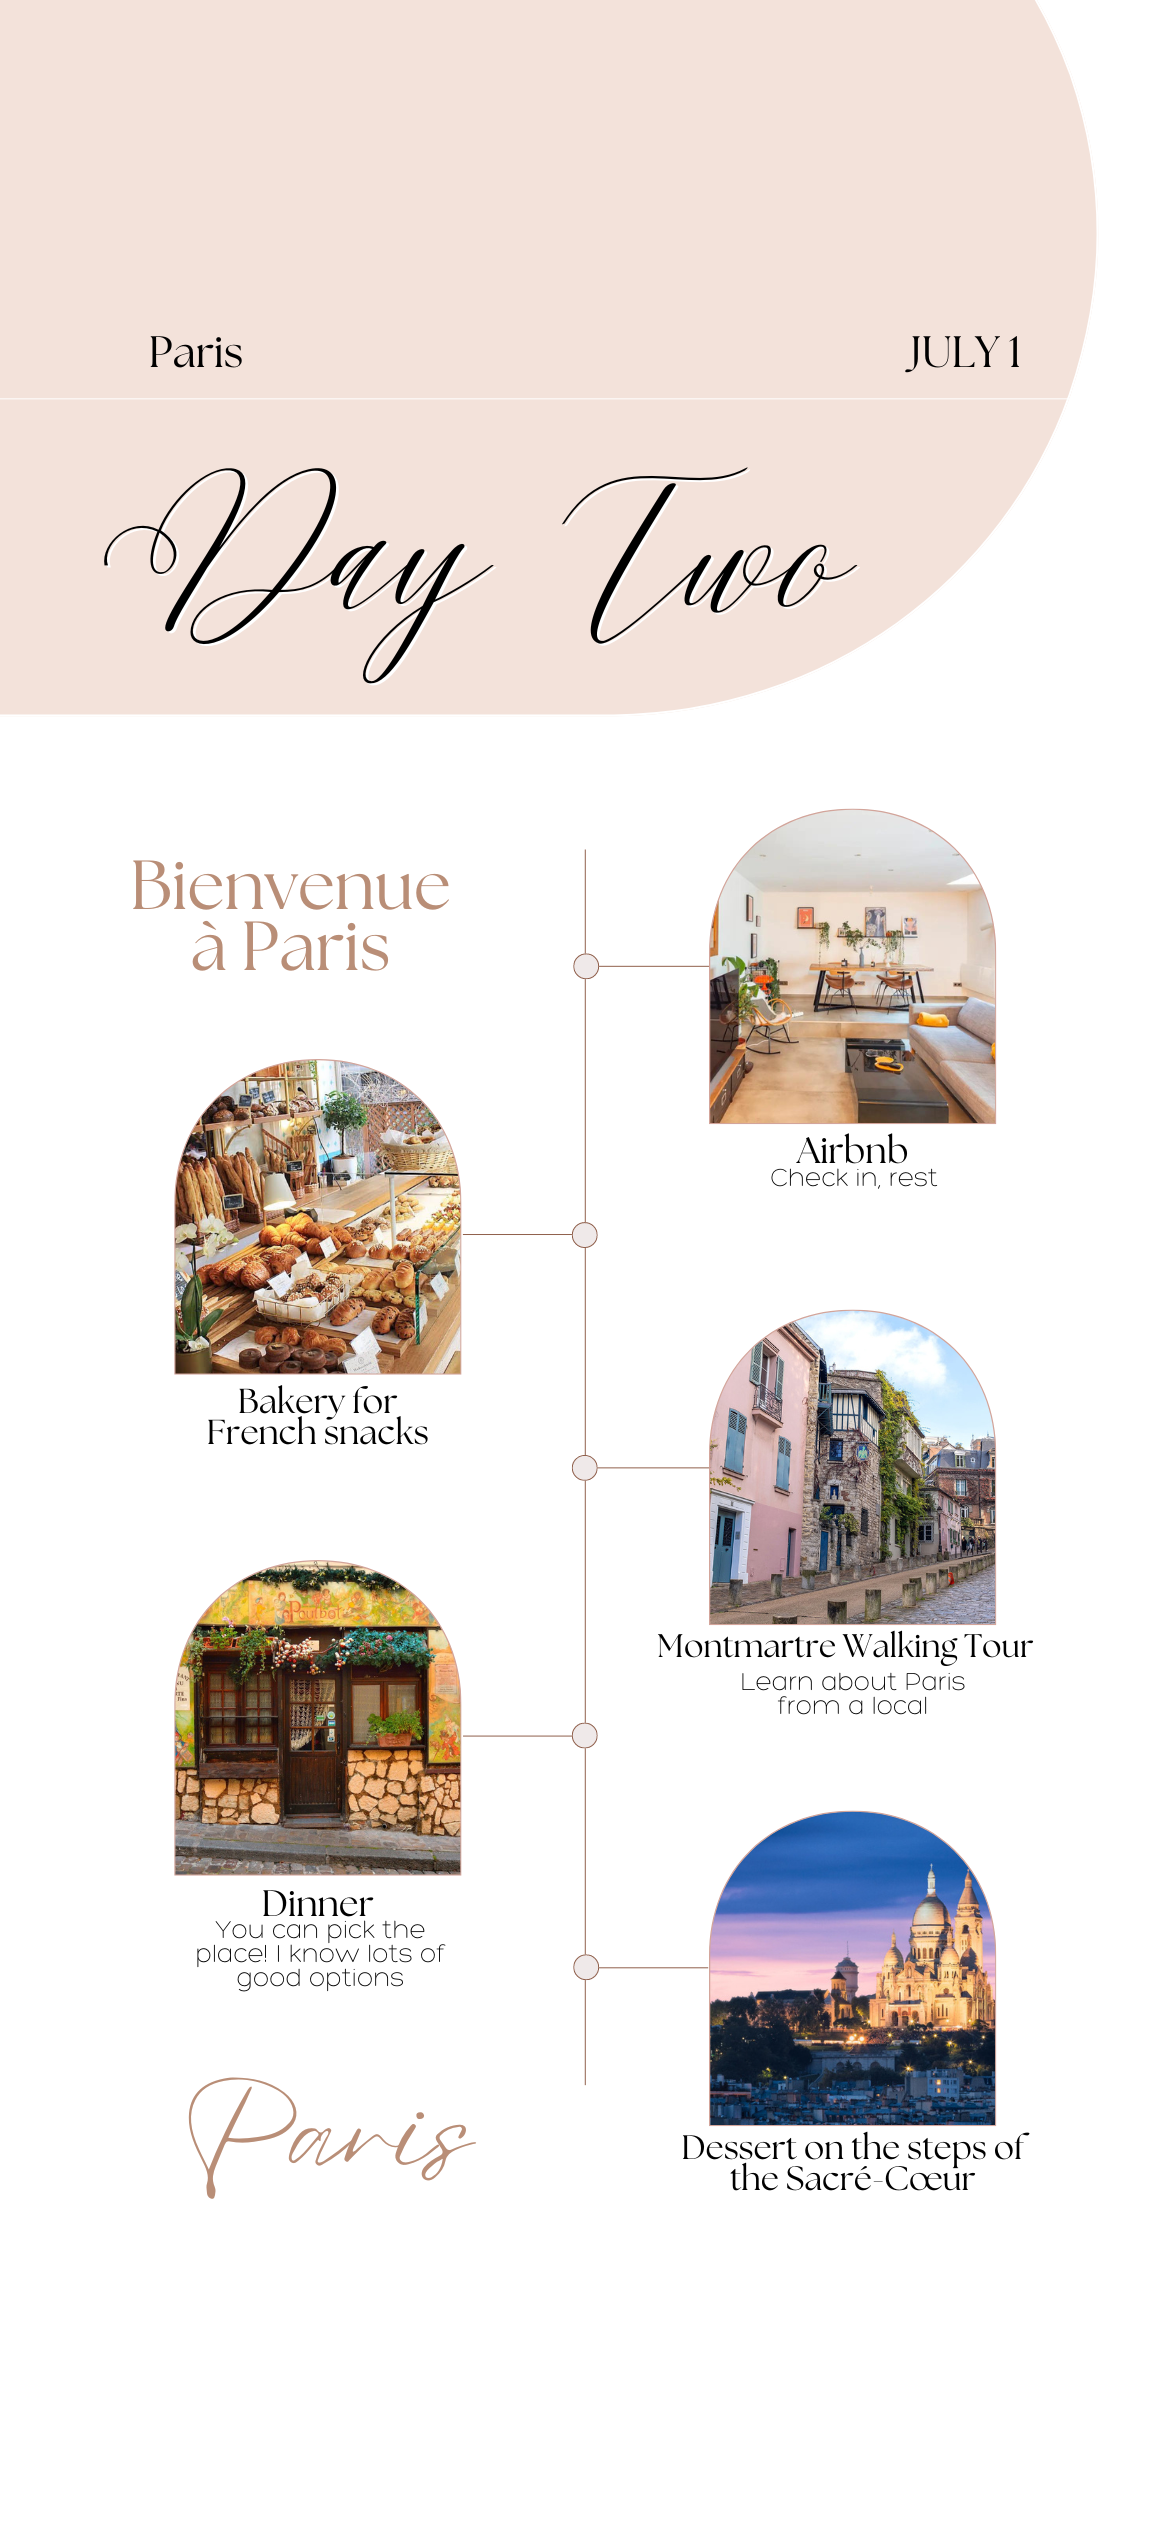 Paris
JULY 1
Day Two
Bienvenue
à Paris
Airbnb
Check in, rest
Bakery for
French snacks
Montmartre Walking Tour
Learn about Paris
from a local
Poulbot
Dinner
You can pick the
place! I know lots of
good options
Dessert on the steps of
the Sacré-Cœur
Paris